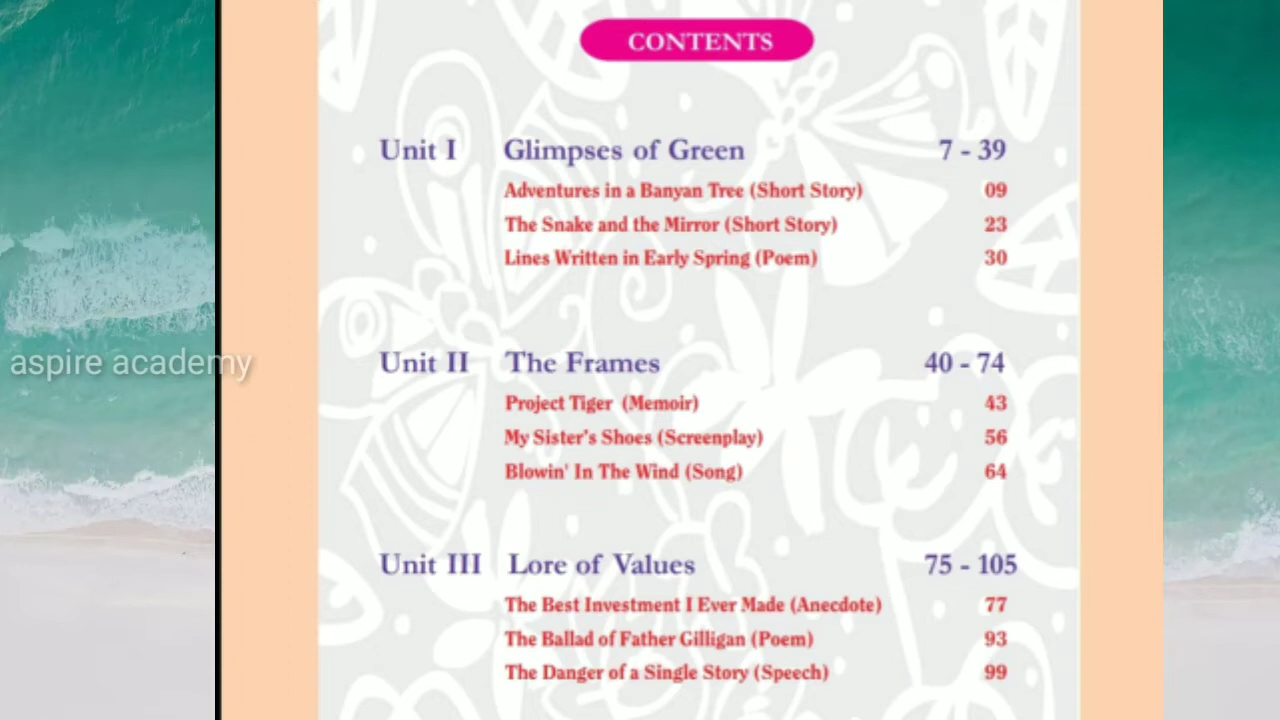 CONTENTS
Unit I Glimpses of Green 7 - 39
Adventures in a Banyan Tree (Short Story) 09
The Snake and the Mirror (Short Story) 23
Lines Written in Early Spring (Poem) 30
Unit II The Frames 40 - 74
aspire academy
Project Tiger (Memoir) 43
My Sister's Shoes (Screenplay) 56
Blowin' In The Wind (Song) 64
Unit III Lore of Values 75 - 105
The Best Investment I Ever Made (Anecdote) 77
The Ballad of Father Gilligan (Poem) 93
The Danger of a Single Story (Speech) 99